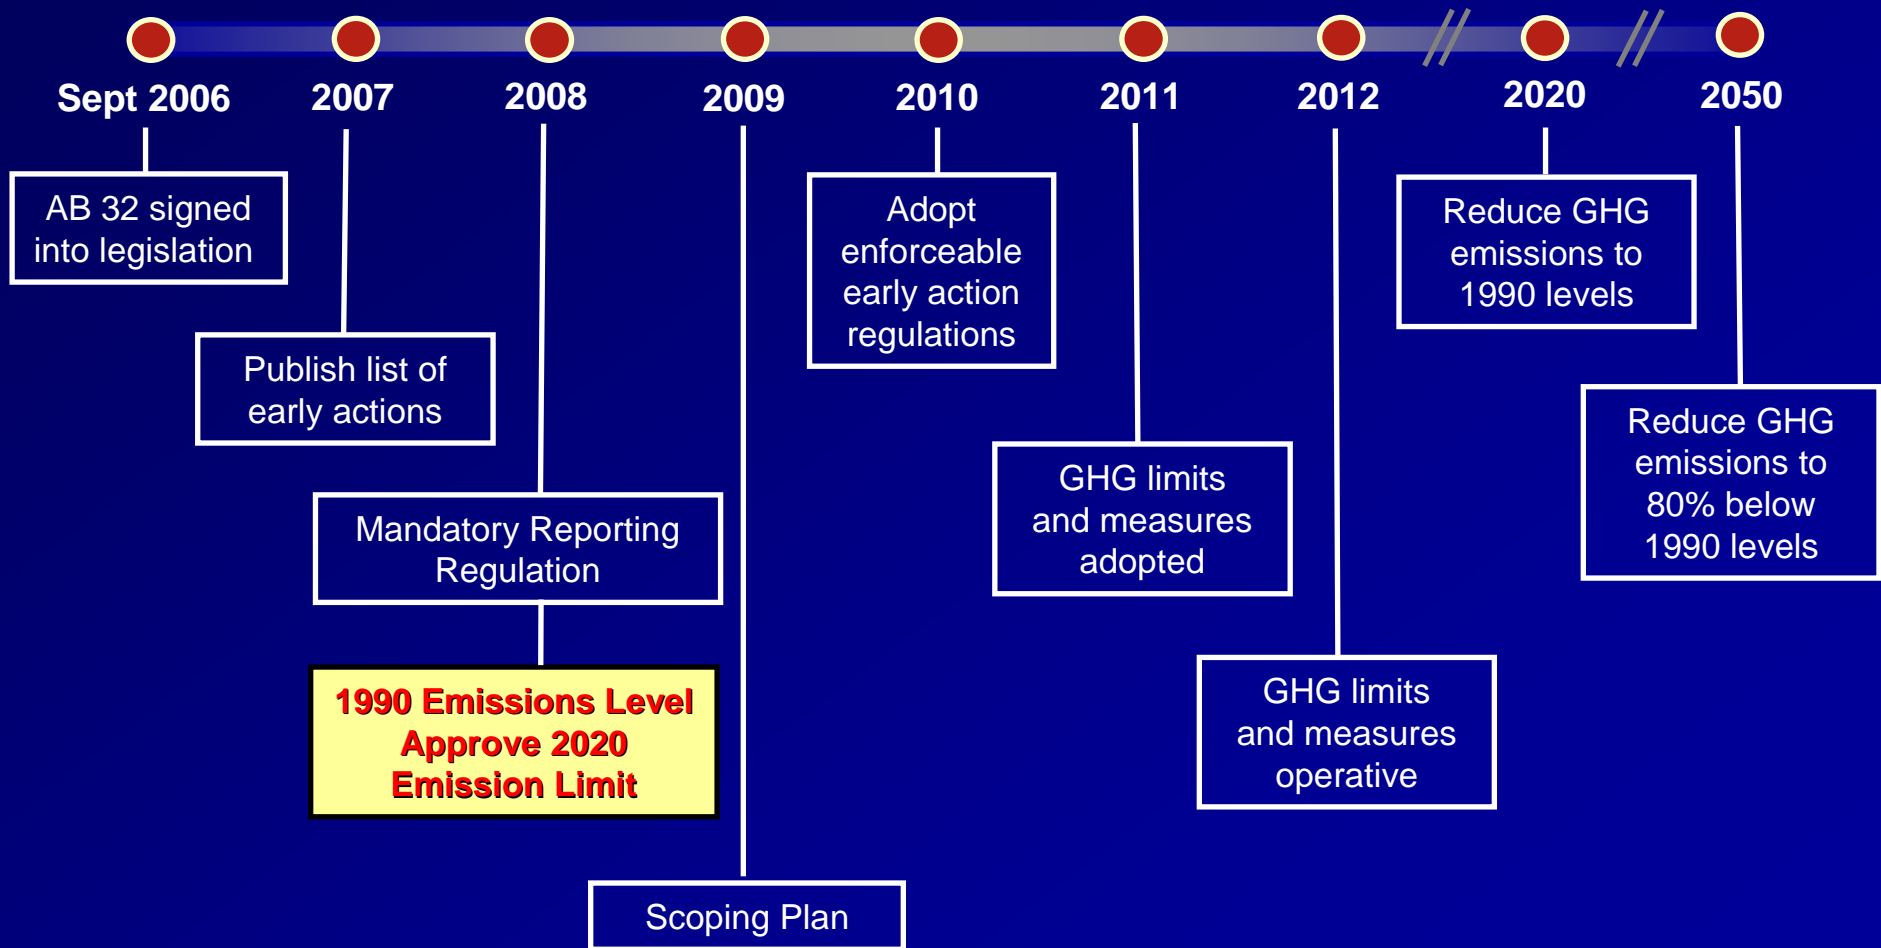 Sept 2006
2007
2008
2009
2010
2011
2012
2020
2050
AB 32 signed
into legislation
Publish list of
early actions
Mandatory Reporting
Regulation
1990 Emissions Level
Approve 2020
Emission Limit
Scoping Plan
Adopt
enforceable
early action
regulations
GHG limits
and measures
adopted
GHG limits
and measures
operative
Reduce GHG
emissions to
1990 levels
Reduce GHG
emissions to
80% below
1990 levels